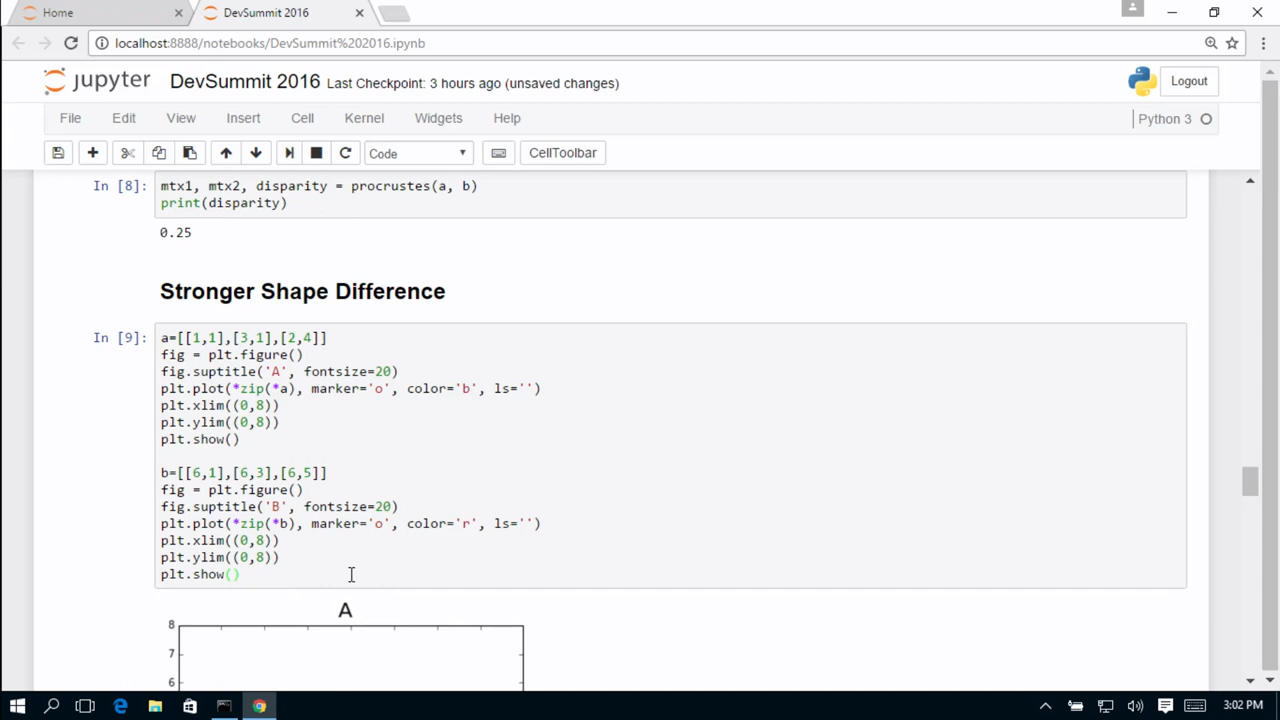 Home
DevSummit 2016
localhost:8888/notebooks/DevSummit%202016.ipynb
jupyter DevSummit 2016 Last Checkpoint: 3 hours ago (unsaved changes)
Logout
File Edit View Insert Cell Kernel Widgets Help
Python 3
Code
CellToolbar
In [8]: mtx1, mtx2, disparity = procrustes(a, b)
print(disparity)
0.25
Stronger Shape Difference
In [9]: a=[[1,1],[3,1],[2,4]]
fig = plt.figure()
fig.suptitle('A', fontsize=20)
plt.plot(*zip(*a), marker='o', color='b', ls='')
plt.xlim((0,8))
plt.ylim((0,8))
plt.show()
b=[[6,1],[6,3],[6,5]]
fig = plt.figure()
fig.suptitle('B', fontsize=20)
plt.plot(*zip(*b), marker='o', color='r', ls='')
plt.xlim((0,8))
plt.ylim((0,8))
plt.show()
A
8
7
6
3:02 PM